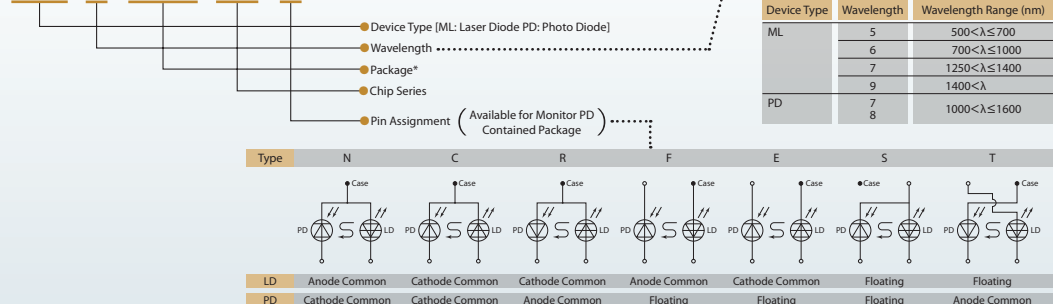 Device Type [ML: Laser Diode PD: Photo Diode]
Wavelength
Package*
Chip Series
Pin Assignment (Available for Monitor PD
Contained Package)
Device Type Wavelength Wavelength Range (nm)
ML 5 500<λ≤700
6 700<λ≤1000
7 1250<λ≤1400
9 1400<λ
PD 7 1000<λ≤1600
8
Type N C R F E S T
Case Case Case Case Case Case Case
PD LD PD LD PD LD PD LD PD LD PD LD PD LD
LD Anode Common Cathode Common Cathode Common Anode Common Cathode Common Floating Floating
PD Cathode Common Cathode Common Anode Common Floating Floating Floating Anode Common